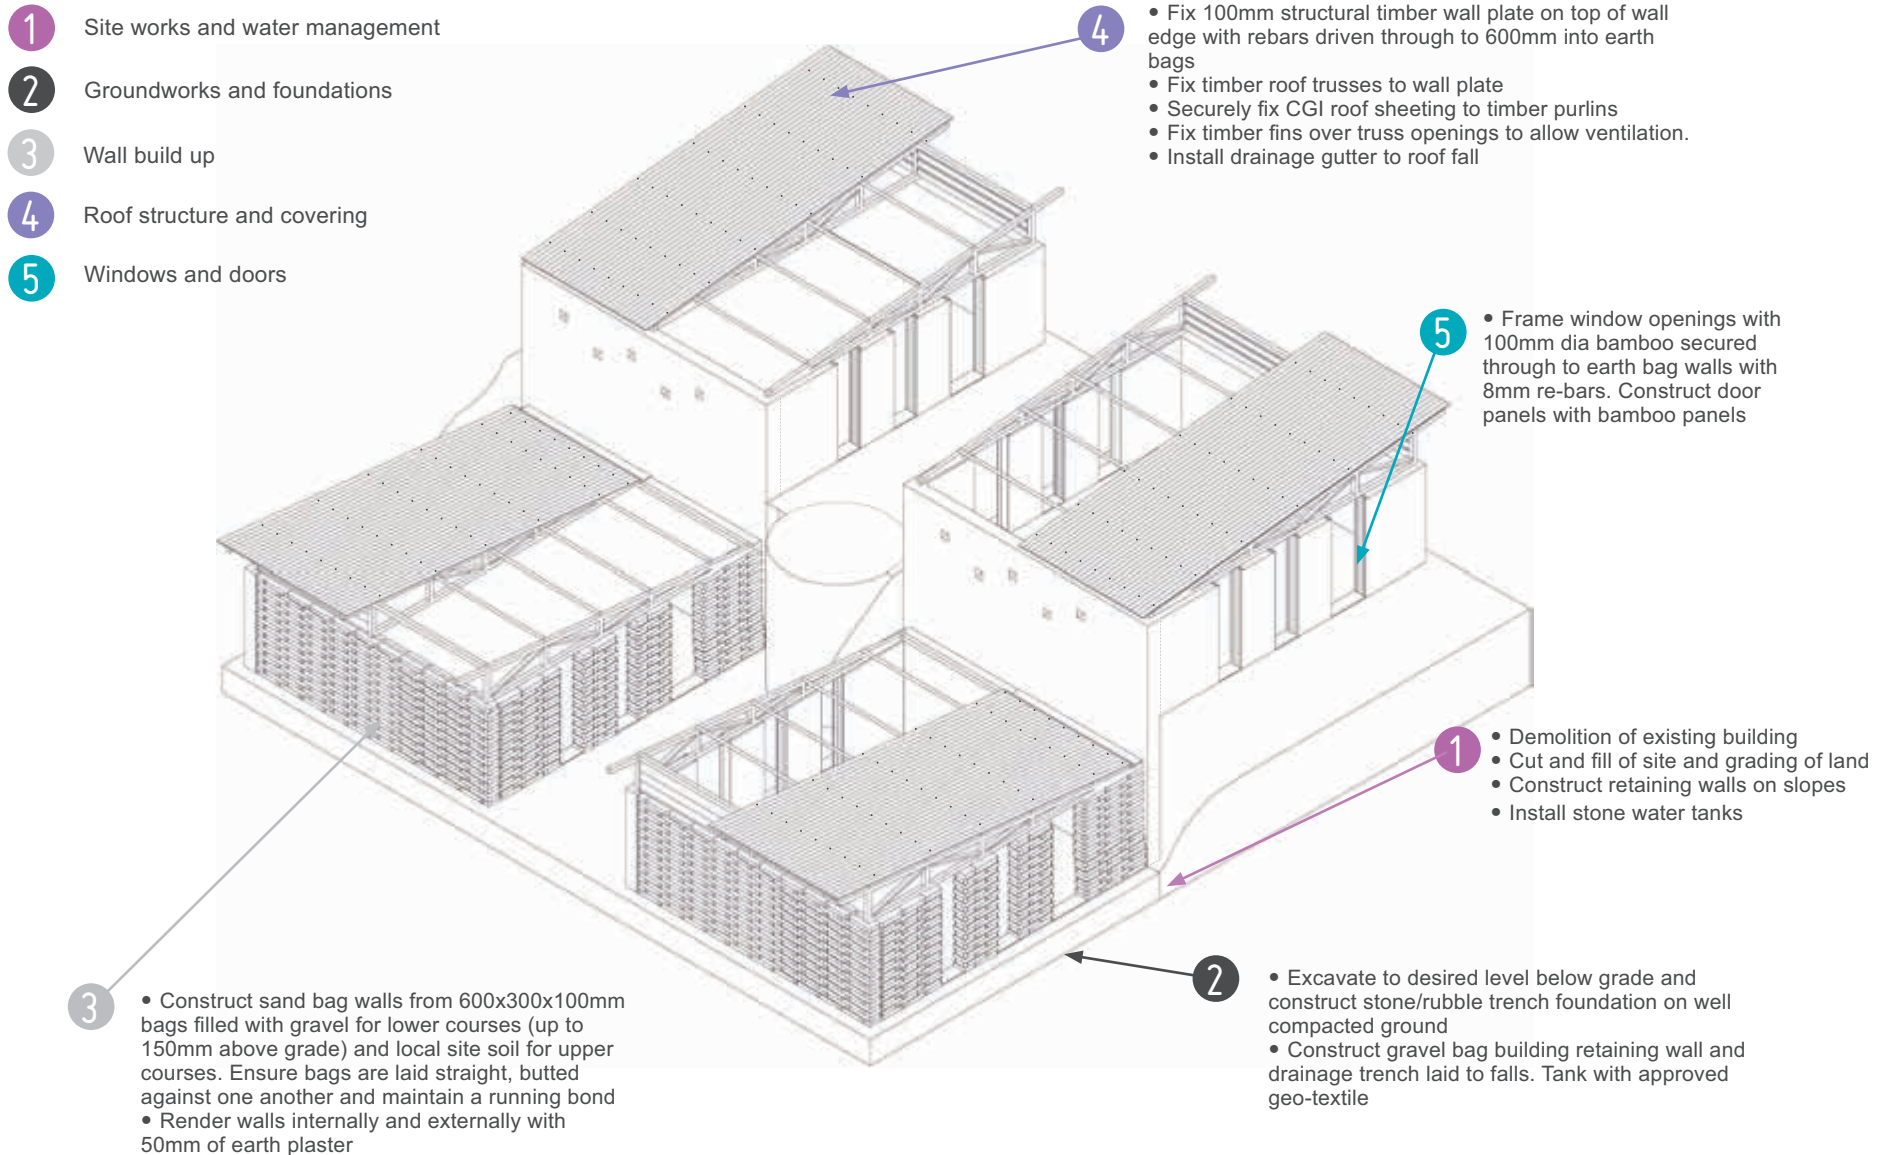 1 Site works and water management
2 Groundworks and foundations
3 Wall build up
4 Roof structure and covering
5 Windows and doors
4
• Fix 100mm structural timber wall plate on top of wall
edge with rebars driven through to 600mm into earth
bags
• Fix timber roof trusses to wall plate
• Securely fix CGI roof sheeting to timber purlins
• Fix timber fins over truss openings to allow ventilation.
• Install drainage gutter to roof fall
5
• Frame window openings with
100mm dia bamboo secured
through to earth bag walls with
8mm re-bars. Construct door
panels with bamboo panels
1
• Demolition of existing building
• Cut and fill of site and grading of land
• Construct retaining walls on slopes
• Install stone water tanks
2
• Excavate to desired level below grade and
construct stone/rubble trench foundation on well
compacted ground
• Construct gravel bag building retaining wall and
drainage trench laid to falls. Tank with approved
geo-textile
3
• Construct sand bag walls from 600x300x100mm
bags filled with gravel for lower courses (up to
150mm above grade) and local site soil for upper
courses. Ensure bags are laid straight, butted
against one another and maintain a running bond
• Render walls internally and externally with
50mm of earth plaster